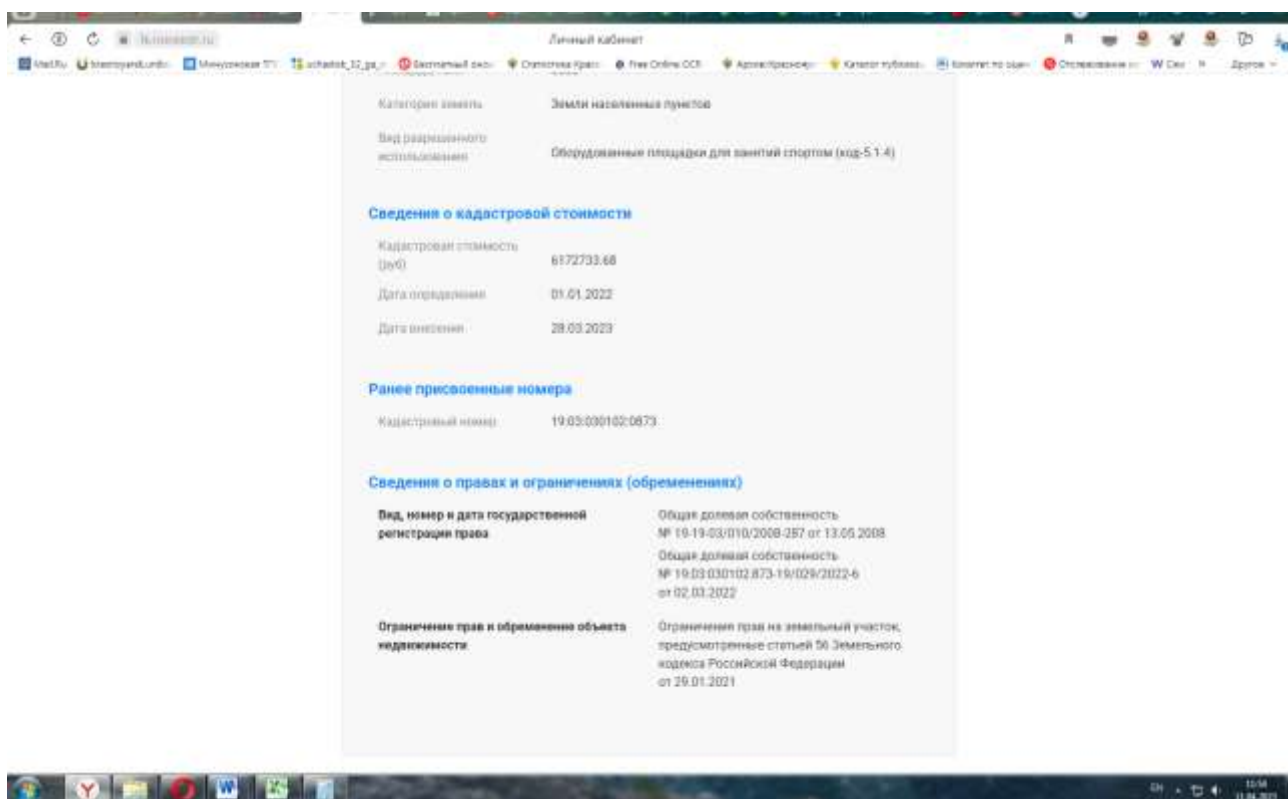 lk.rosreestr.ru
Личный кабинет
Категория земель Земли населенных пунктов
Вид разрешенного
использования Оборудованные площадки для занятий спортом (код-5.1.4)
Сведения о кадастровой стоимости
Кадастровая стоимость
(руб) 6172733.68
Дата определения 01.01.2022
Дата внесения 28.03.2023
Ранее присвоенные номера
Кадастровый номер 19:03:030102:0873
Сведения о правах и ограничениях (обременениях)
Вид, номер и дата государственной
регистрации права
Общая долевая собственность
№ 19-19-03/010/2008-287 от 13.05.2008
Общая долевая собственность
№ 19:03:030102:873-19/029/2022-6
от 02.03.2022
Ограничение прав и обременение объекта
недвижимости
Ограничения прав на земельный участок,
предусмотренные статьей 56 Земельного
кодекса Российской Федерации
от 29.01.2021
EN